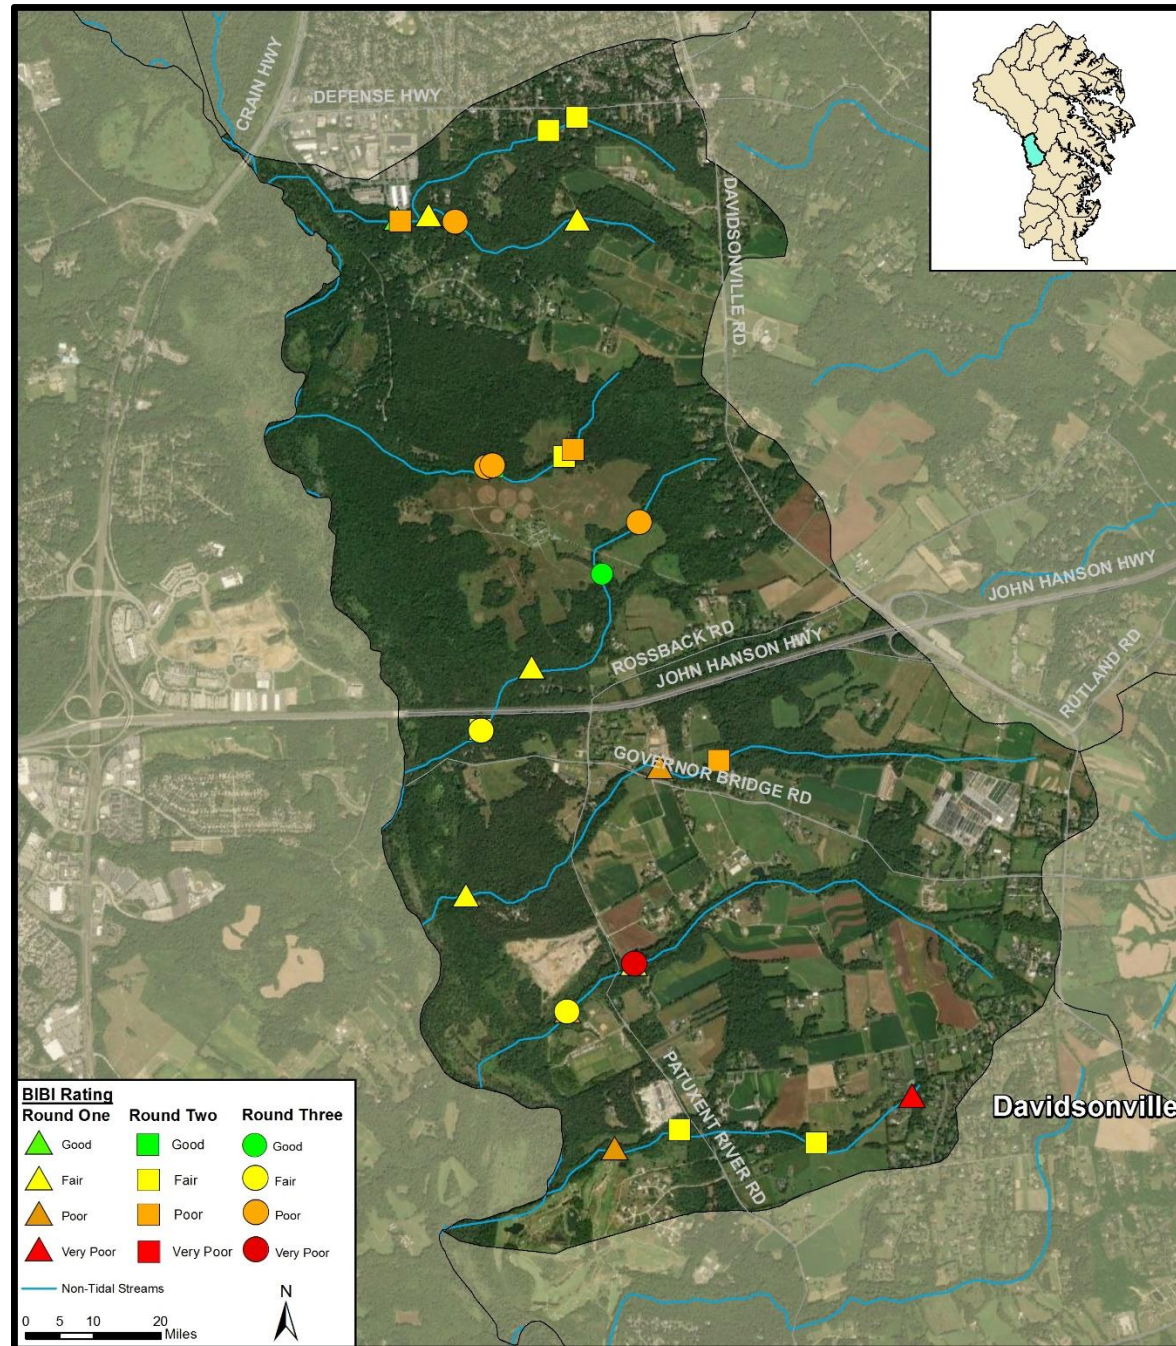 CRAIN HWY
DEFENSE HWY
DAVIDSONVILLE RD
JOHN HANSON HWY
ROSSBACK RD
JOHN HANSON HWY
RUTLAND RD
GOVERNOR BRIDGE RD
PATUXENT RIVER RD
Davidsonville
BIBI Rating
Round One Round Two Round Three
Good Good Good
Fair Fair Fair
Poor Poor Poor
Very Poor Very Poor Very Poor
Non-Tidal Streams
N
0 5 10 20
Miles